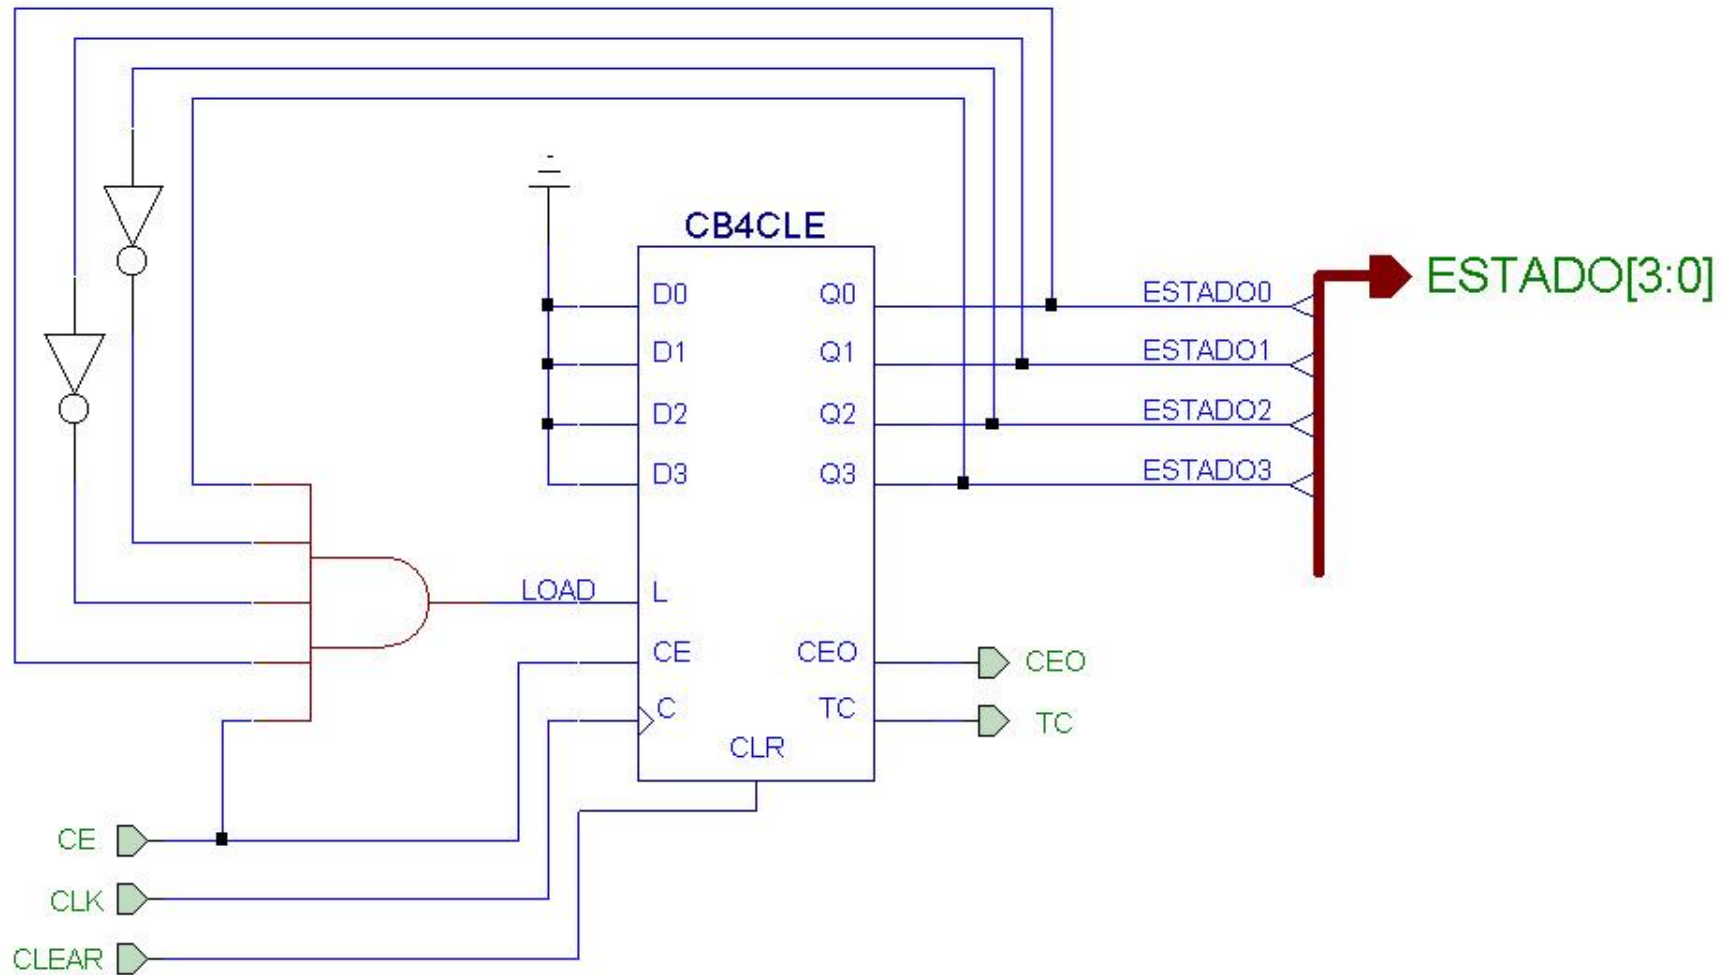 CB4CLE
D0
Q0
ESTADO0
ESTADO[3:0]
D1
Q1
ESTADO1
D2
Q2
ESTADO2
D3
Q3
ESTADO3
LOAD
L
CE
CEO
CEO
C
TC
TC
CLR
CE
CLK
CLEAR